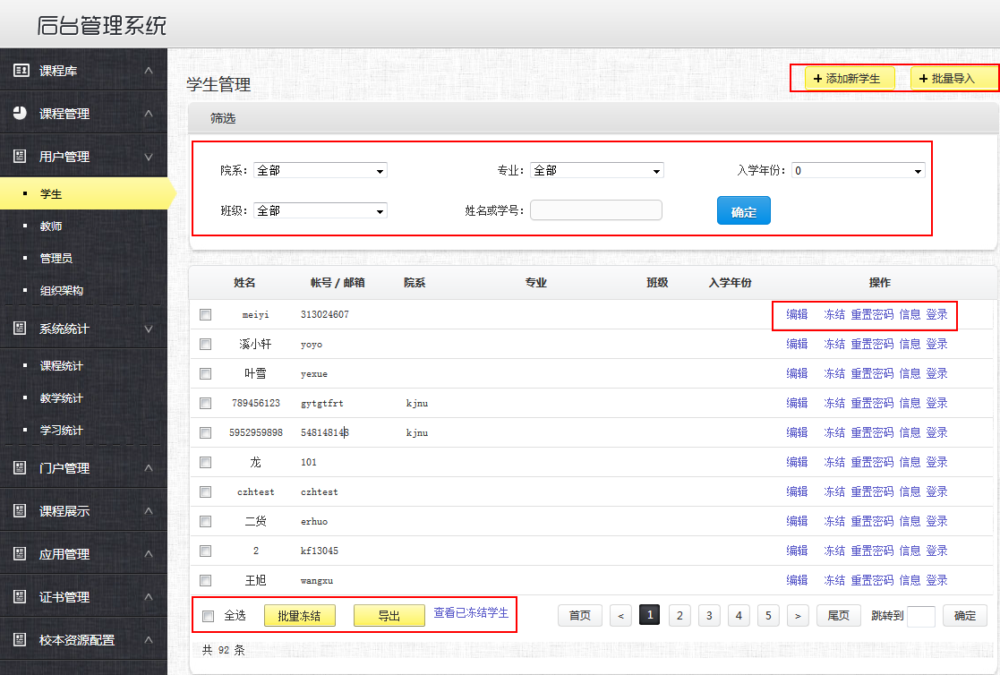 后台管理系统
课程库
课程管理
用户管理
学生
教师
管理员
组织架构
系统统计
课程统计
教学统计
学习统计
门户管理
课程展示
应用管理
证书管理
校本资源配置
学生管理
+ 添加新学生 + 批量导入
筛选
院系: 全部 专业: 全部 入学年份: 0
班级: 全部 姓名或学号: 确定
姓名 帐号 / 邮箱 院系 专业 班级 入学年份 操作
meiyi 313024607 编辑 冻结 重置密码 信息 登录
溪小轩 yoyo 编辑 冻结 重置密码 信息 登录
叶雪 yexue 编辑 冻结 重置密码 信息 登录
789456123 gytgtfrt kjnu 编辑 冻结 重置密码 信息 登录
5952959898 548148148 kjnu 编辑 冻结 重置密码 信息 登录
龙 101 编辑 冻结 重置密码 信息 登录
czhtest czhtest 编辑 冻结 重置密码 信息 登录
二货 erhuo 编辑 冻结 重置密码 信息 登录
2 kf13045 编辑 冻结 重置密码 信息 登录
王旭 wangxu 编辑 冻结 重置密码 信息 登录
全选 批量冻结 导出 查看已冻结学生 首页 < 1 2 3 4 5 > 尾页 跳转到 确定
共 92 条